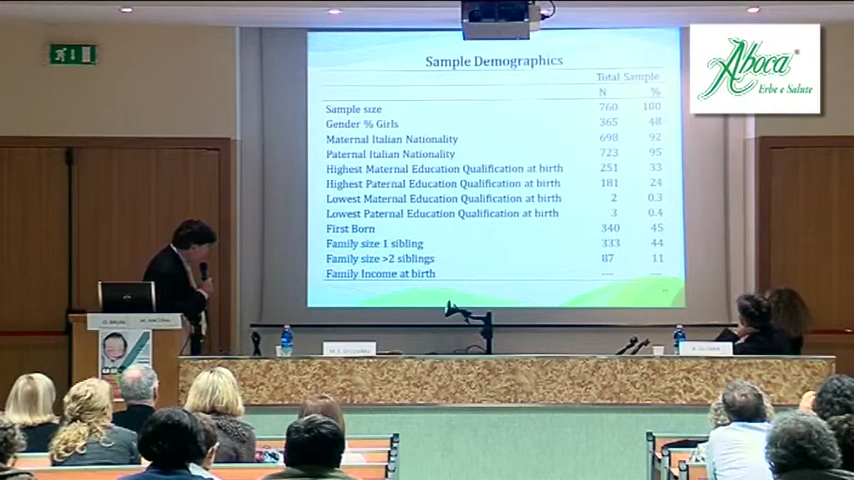 Aboca
Erbe e Salute
Sample Demographics
Total Sample
N %
Sample size 760 100
Gender % Girls 365 48
Maternal Italian Nationality 698 92
Paternal Italian Nationality 723 95
Highest Maternal Education Qualification at birth 251 33
Highest Paternal Education Qualification at birth 181 24
Lowest Maternal Education Qualification at birth 2 0.3
Lowest Paternal Education Qualification at birth 3 0.4
First Born 340 45
Family size 1 sibling 333 44
Family size >2 siblings 87 11
Family Income at birth --- ---
O. BRUNI